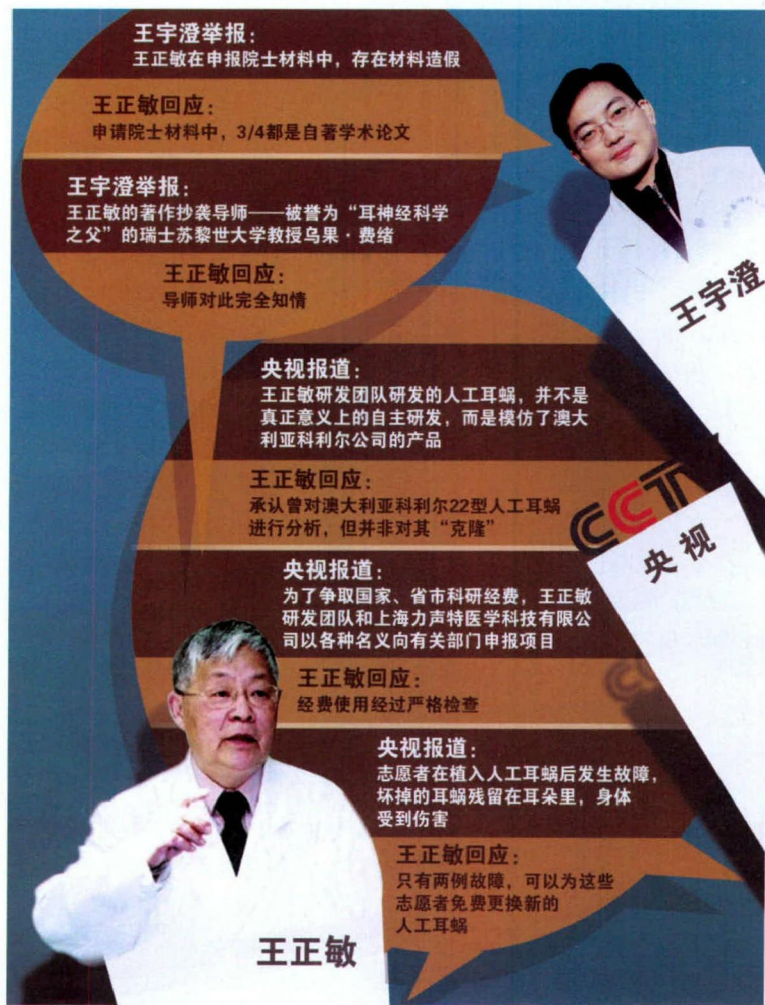 王宇澄举报：
王正敏在申报院士材料中，存在材料造假
王正敏回应：
申请院士材料中，3/4都是自著学术论文
王宇澄举报：
王正敏的著作抄袭导师——被誉为“耳神经科学
之父”的瑞士苏黎世大学教授乌果·费绪
王正敏回应：
导师对此完全知情
王宇澄
央视报道：
王正敏研发团队研发的人工耳蜗，并不是
真正意义上的自主研发，而是模仿了澳大
利亚科利尔公司的产品
王正敏回应：
承认曾对澳大利亚科利尔22型人工耳蜗
进行分析，但并非对其“克隆”
CCTV
央视
央视报道：
为了争取国家、省市科研经费，王正敏
研发团队和上海力声特医学科技有限公
司以各种名义向有关部门申报项目
王正敏回应：
经费使用经过严格检查
央视报道：
志愿者在植入人工耳蜗后发生故障，
坏掉的耳蜗残留在耳朵里，身体
受到伤害
王正敏回应：
只有两例故障，可以为这些
志愿者免费更换新的
人工耳蜗
王正敏